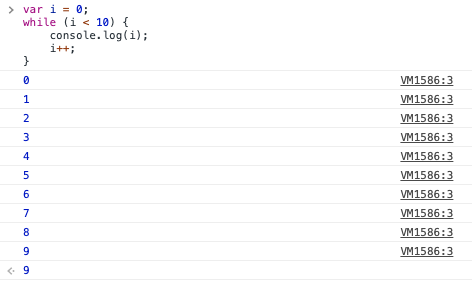 > var i = 0;
while (i < 10) {
    console.log(i);
    i++;
}
0 VM1586:3
1 VM1586:3
2 VM1586:3
3 VM1586:3
4 VM1586:3
5 VM1586:3
6 VM1586:3
7 VM1586:3
8 VM1586:3
9 VM1586:3
9